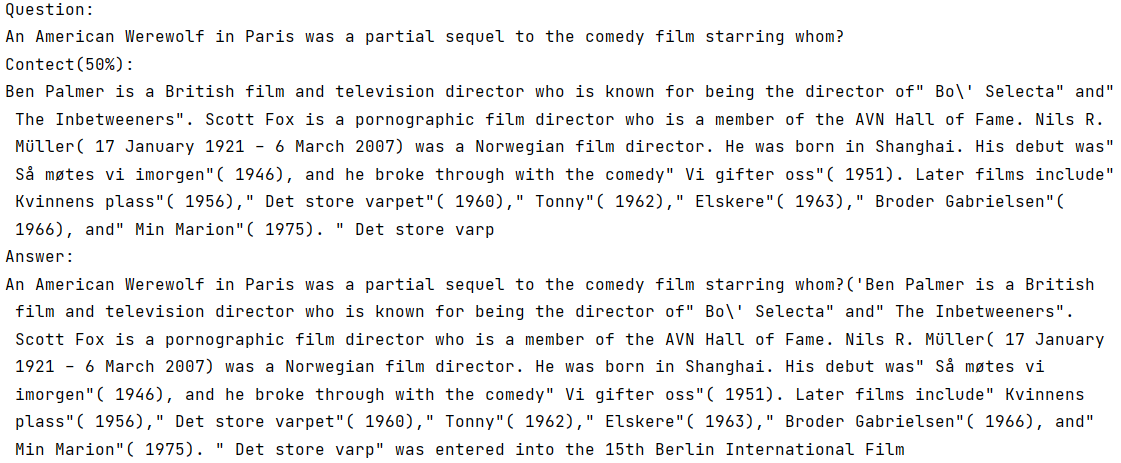 Question:
An American Werewolf in Paris was a partial sequel to the comedy film starring whom?
Contect(50%):
Ben Palmer is a British film and television director who is known for being the director of" Bo\' Selecta" and"
The Inbetweeners". Scott Fox is a pornographic film director who is a member of the AVN Hall of Fame. Nils R.
Müller( 17 January 1921 – 6 March 2007) was a Norwegian film director. He was born in Shanghai. His debut was"
Så møtes vi imorgen"( 1946), and he broke through with the comedy" Vi gifter oss"( 1951). Later films include"
Kvinnens plass"( 1956)," Det store varpet"( 1960)," Tonny"( 1962)," Elskere"( 1963)," Broder Gabrielsen"(
1966), and" Min Marion"( 1975). " Det store varp
Answer:
An American Werewolf in Paris was a partial sequel to the comedy film starring whom?('Ben Palmer is a British
film and television director who is known for being the director of" Bo\' Selecta" and" The Inbetweeners".
Scott Fox is a pornographic film director who is a member of the AVN Hall of Fame. Nils R. Müller( 17 January
1921 – 6 March 2007) was a Norwegian film director. He was born in Shanghai. His debut was" Så møtes vi
imorgen"( 1946), and he broke through with the comedy" Vi gifter oss"( 1951). Later films include" Kvinnens
plass"( 1956)," Det store varpet"( 1960)," Tonny"( 1962)," Elskere"( 1963)," Broder Gabrielsen"( 1966), and"
Min Marion"( 1975). " Det store varp" was entered into the 15th Berlin International Film